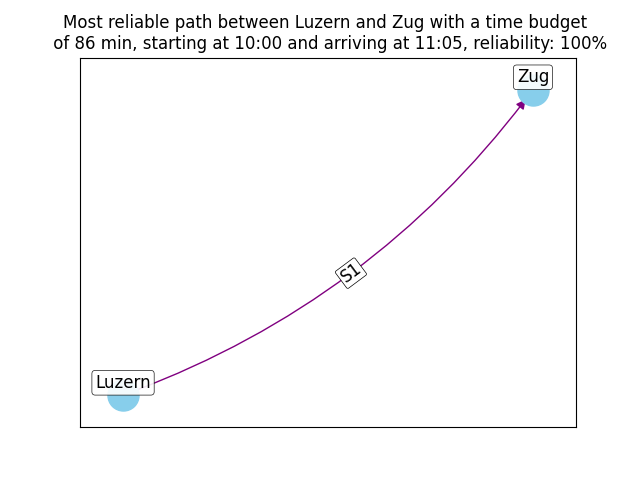 Most reliable path between Luzern and Zug with a time budget
of 86 min, starting at 10:00 and arriving at 11:05, reliability: 100%
Zug
S1
Luzern